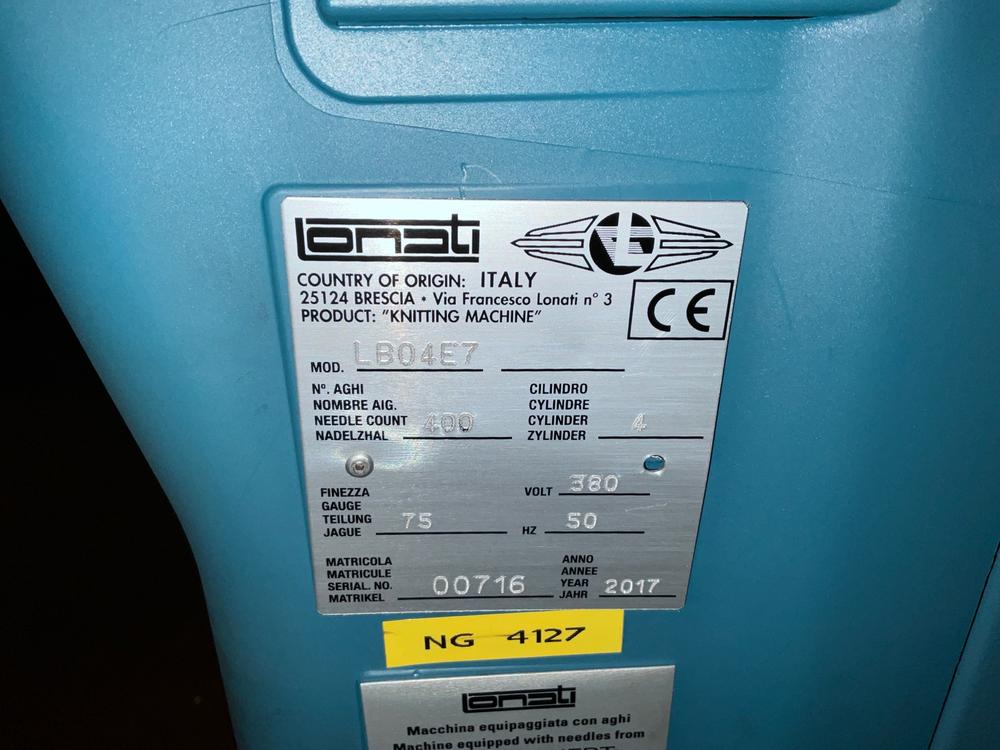 Lonati
L
COUNTRY OF ORIGIN: ITALY
25124 BRESCIA • Via Francesco Lonati n° 3
PRODUCT: "KNITTING MACHINE"
CE
MOD. LB04E7
N°. AGHI
NOMBRE AIG.
NEEDLE COUNT 400
NADELZHAL
CILINDRO
CYLINDRE
CYLINDER 4
ZYLINDER
FINEZZA
GAUGE
TEILUNG 75
JAGUE
VOLT 380
HZ 50
MATRICOLA
MATRICULE
SERIAL. NO. 00716
MATRIKEL
ANNO
ANNEE
YEAR 2017
JAHR
NG 4127
Lonati
Macchina equipaggiata con aghi
Machine equipped with needles from